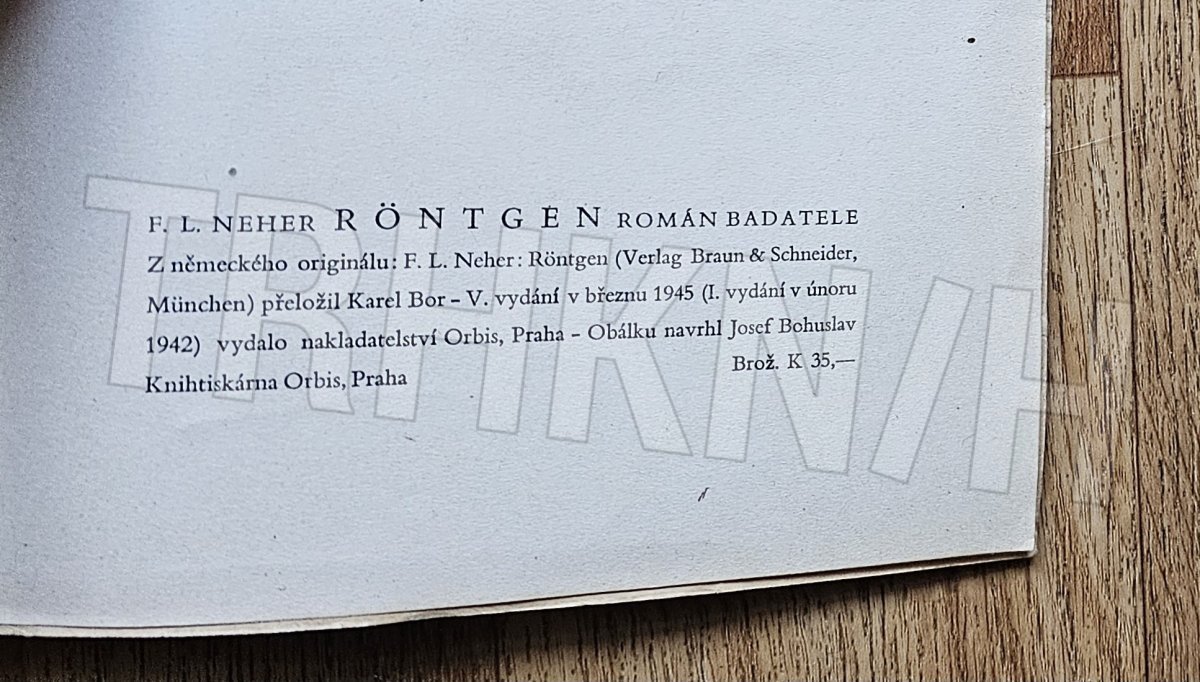 F. L. NEHER RÖNTGEN ROMÁN BADATELE
Z německého originálu: F. L. Neher: Röntgen (Verlag Braun & Schneider,
München) přeložil Karel Bor – V. vydání v březnu 1945 (I. vydání v únoru
1942) vydalo nakladatelství Orbis, Praha – Obálku navrhl Josef Bohuslav
Knihtiskárna Orbis, Praha Brož. K 35,—